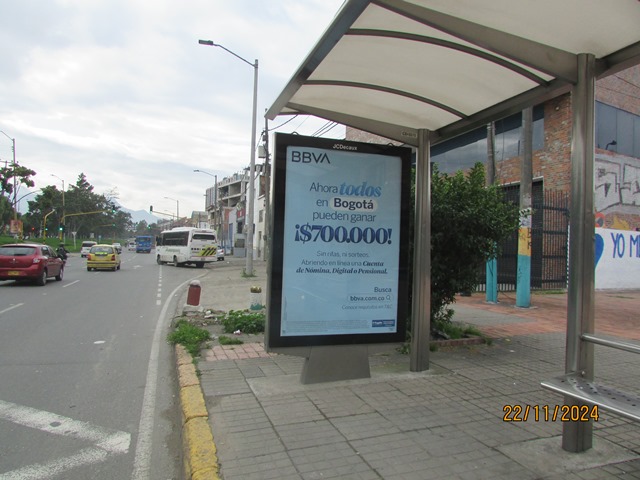 JCDecaux
BBVA
Ahora todos
en Bogotá
pueden ganar
¡$700.000!
Sin rifas, ni sorteos.
Abriendo en línea una Cuenta
de Nómina, Digital o Pensional.
Busca
bbva.com.co
YO M
22/11/2024